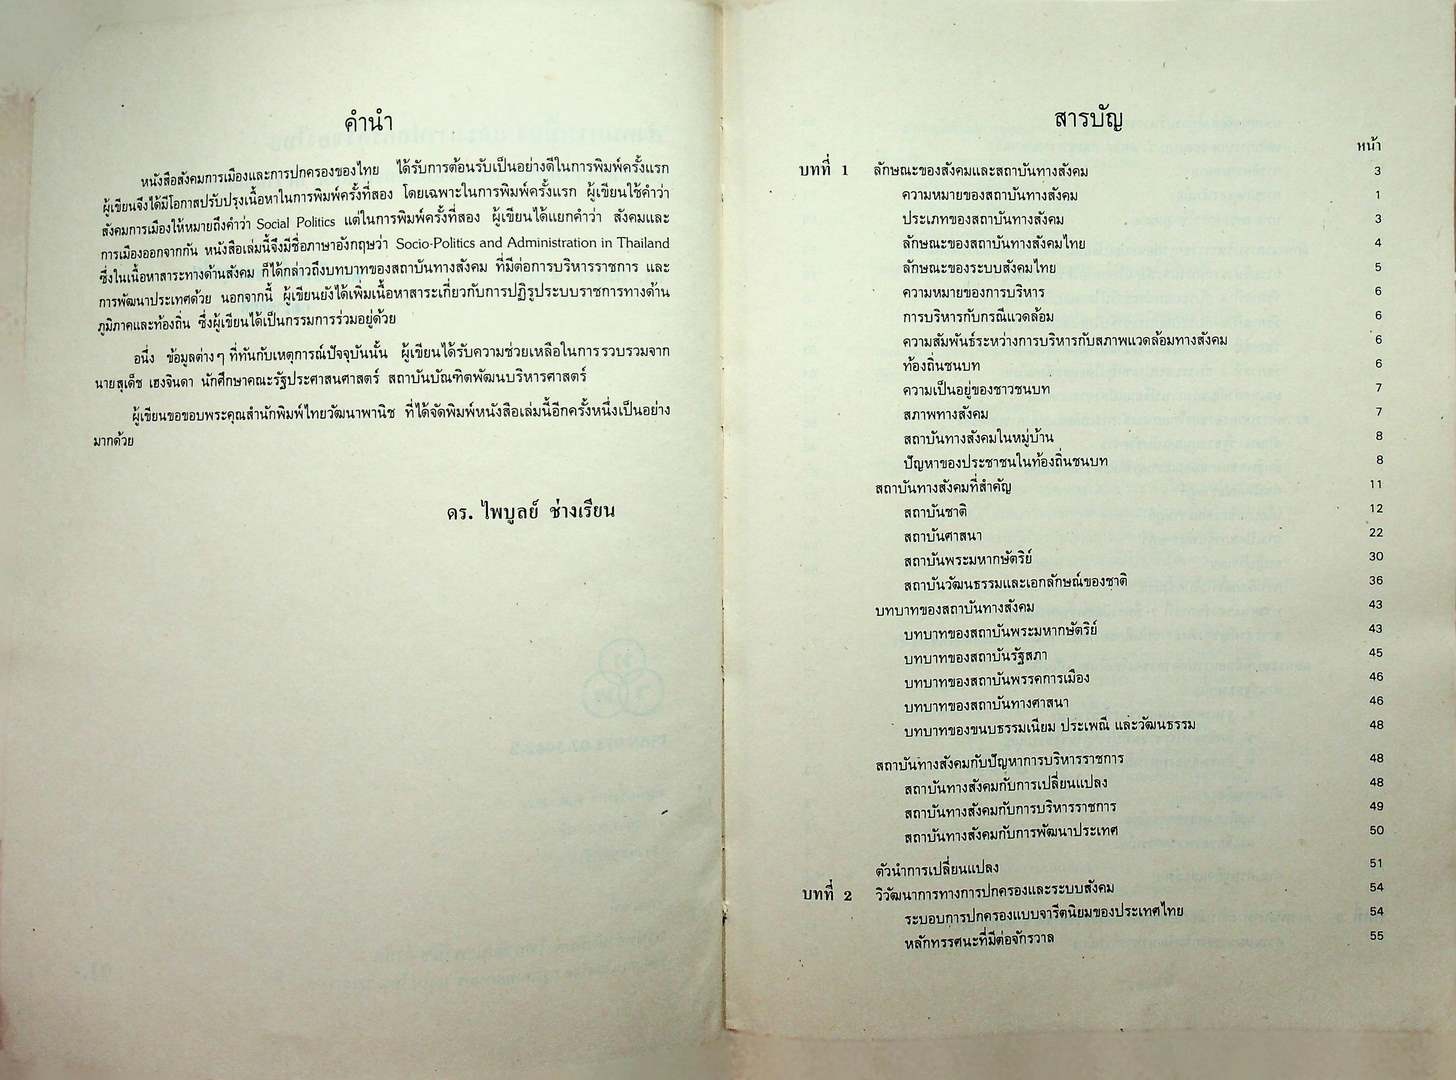 คำนำ
หนังสือสังคมการเมืองและการปกครองของไทย ได้รับการต้อนรับเป็นอย่างดีในการพิมพ์ครั้งแรก
ผู้เขียนจึงได้มีโอกาสปรับปรุงเนื้อหาในการพิมพ์ครั้งที่สอง โดยเฉพาะในการพิมพ์ครั้งแรก ผู้เขียนใช้คำว่า
สังคมการเมืองให้หมายถึงคำว่า Social Politics แต่ในการพิมพ์ครั้งที่สอง ผู้เขียนได้แยกคำว่า สังคมและ
การเมืองออกจากกัน หนังสือเล่มนี้จึงมีชื่อภาษาอังกฤษว่า Socio-Politics and Administration in Thailand
ซึ่งในเนื้อหาสาระทางด้านสังคม ก็ได้กล่าวถึงบทบาทของสถาบันทางสังคม ที่มีต่อการบริหารราชการ และ
การพัฒนาประเทศด้วย นอกจากนี้ ผู้เขียนยังได้เพิ่มเนื้อหาสาระเกี่ยวกับการปฏิรูประบบราชการทางด้าน
ภูมิภาคและท้องถิ่น ซึ่งผู้เขียนได้เป็นกรรมการร่วมอยู่ด้วย
อนึ่ง ข้อมูลต่างๆ ที่ทันกับเหตุการณ์ปัจจุบันนั้น ผู้เขียนได้รับความช่วยเหลือในการรวบรวมจาก
นายสุเด็ช เฮงจินดา นักศึกษาคณะรัฐประศาสนศาสตร์ สถาบันบัณฑิตพัฒนบริหารศาสตร์
ผู้เขียนขอขอบพระคุณสำนักพิมพ์ไทยวัฒนาพานิช ที่ได้จัดพิมพ์หนังสือเล่มนี้อีกครั้งหนึ่งเป็นอย่าง
มากด้วย
ดร. ไพบูลย์ ช่างเรียน
สารบัญ
หน้า
บทที่ 1 ลักษณะของสังคมและสถาบันทางสังคม 3
ความหมายของสถาบันทางสังคม 1
ประเภทของสถาบันทางสังคม 3
ลักษณะของสถาบันทางสังคมไทย 4
ลักษณะของระบบสังคมไทย 5
ความหมายของการบริหาร 6
การบริหารกับกรณีแวดล้อม 6
ความสัมพันธ์ระหว่างการบริหารกับสภาพแวดล้อมทางสังคม 6
ท้องถิ่นชนบท 6
ความเป็นอยู่ของชาวชนบท 7
สภาพทางสังคม 7
สถาบันทางสังคมในหมู่บ้าน 8
ปัญหาของประชาชนในท้องถิ่นชนบท 8
สถาบันทางสังคมที่สำคัญ 11
สถาบันชาติ 12
สถาบันศาสนา 22
สถาบันพระมหากษัตริย์ 30
สถาบันวัฒนธรรมและเอกลักษณ์ของชาติ 36
บทบาทของสถาบันทางสังคม 43
บทบาทของสถาบันพระมหากษัตริย์ 43
บทบาทของสถาบันรัฐสภา 45
บทบาทของสถาบันพรรคการเมือง 46
บทบาทของสถาบันทางศาสนา 46
บทบาทของขนบธรรมเนียม ประเพณี และวัฒนธรรม 48
สถาบันทางสังคมกับปัญหาการบริหารราชการ 48
สถาบันทางสังคมกับการเปลี่ยนแปลง 48
สถาบันทางสังคมกับการบริหารราชการ 49
สถาบันทางสังคมกับการพัฒนาประเทศ 50
ตัวนำการเปลี่ยนแปลง 51
บทที่ 2 วิวัฒนาการทางการปกครองและระบบสังคม 54
ระบอบการปกครองแบบจารีตนิยมของประเทศไทย 54
หลักทรรศนะที่มีต่อจักรวาล 55